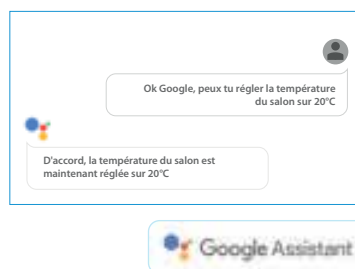 Ok Google, peux tu régler la température
du salon sur 20°C
D'accord, la température du salon est
maintenant réglée sur 20°C
Google Assistant